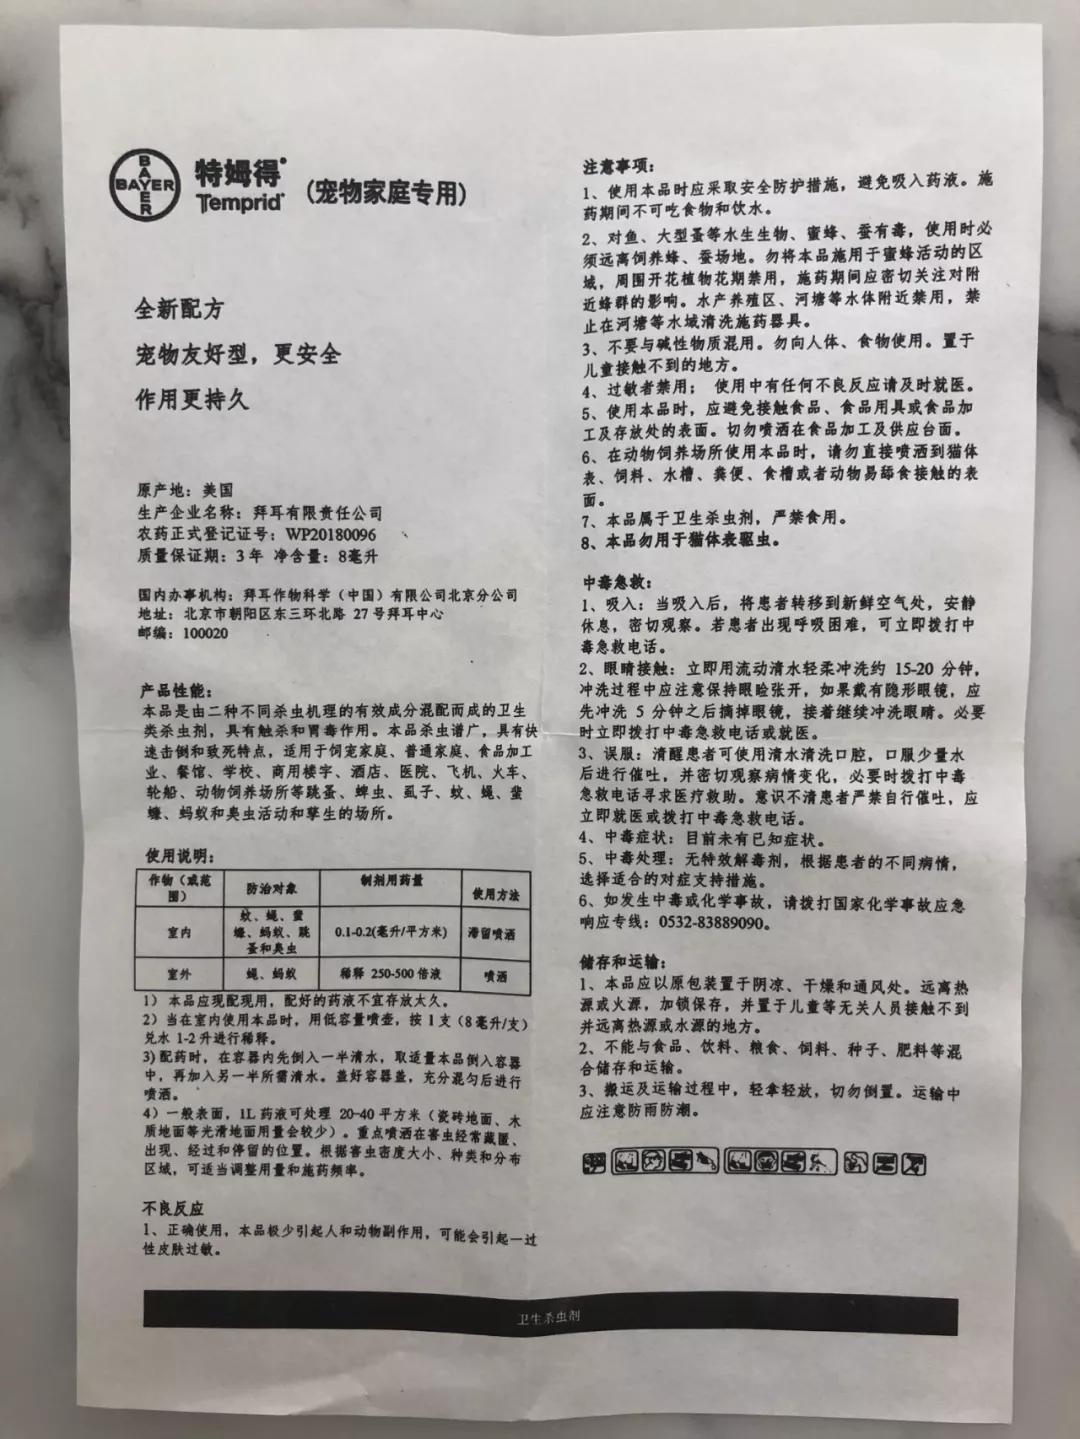 BAYER
BAYER
特姆得
Temprid
(宠物家庭专用)
全新配方
宠物友好型，更安全
作用更持久
原产地：美国
生产企业名称：拜耳有限责任公司
农药正式登记证号：WP20180096
质量保证期：3年 净含量：8毫升
国内办事机构：拜耳作物科学（中国）有限公司北京分公司
地址：北京市朝阳区东三环北路 27 号拜耳中心
邮编：100020
产品性能：
本品是由二种不同杀虫机理的有效成分混配而成的卫生
类杀虫剂，具有触杀和胃毒作用。本品杀虫谱广，具有快
速击倒和致死特点，适用于饲宠家庭、普通家庭、食品加工
业、餐馆、学校、商用楼宇、酒店、医院、飞机、火车、
轮船、动物饲养场所等跳蚤、蜱虫、虱子、蚊、蝇、蜚
蠊、蚂蚁和臭虫活动和孳生的场所。
使用说明：
作物（或范围） 防治对象 制剂用药量 使用方法
室内 蚊、蝇、蜚蠊、蚂蚁、跳蚤和臭虫 0.1-0.2(毫升/平方米) 滞留喷洒
室外 蝇、蚂蚁 稀释 250-500 倍液 喷洒
1） 本品应现配现用，配好的药液不宜存放太久。
2）当在室内使用本品时，用低容量喷壶，按 1 支（8 毫升/支）
兑水 1-2 升进行稀释。
3) 配药时，在容器内先倒入一半清水，取适量本品倒入容器
中，再加入另一半所需清水。盖好容器盖，充分混匀后进行
喷洒。
4）一般表面，1L 药液可处理 20-40 平方米（瓷砖地面、木
质地面等光滑地面用量会较少）。重点喷洒在害虫经常藏匿、
出现、经过和停留的位置。根据害虫密度大小、种类和分布
区域，可适当调整用量和施药频率。
不良反应
1、正确使用，本品极少引起人和动物副作用，可能会引起一过
性皮肤过敏。
注意事项：
1、使用本品时应采取安全防护措施，避免吸入药液。施
药期间不可吃食物和饮水。
2、对鱼、大型蚤等水生生物、蜜蜂、蚕有毒，使用时必
须远离饲养蜂、蚕场地。勿将本品施用于蜜蜂活动的区
域，周围开花植物花期禁用，施药期间应密切关注对附
近蜂群的影响。水产养殖区、河塘等水体附近禁用，禁
止在河塘等水域清洗施药器具。
3、不要与碱性物质混用。勿向人体、食物使用。置于
儿童接触不到的地方。
4、过敏者禁用； 使用中有任何不良反应请及时就医。
5、使用本品时，应避免接触食品、食品用具或食品加
工及存放处的表面。切勿喷洒在食品加工及供应台面。
6、在动物饲养场所使用本品时，请勿直接喷洒到猫体
表、饲料、水槽、粪便、食槽或者动物易舔食接触的表
面。
7、本品属于卫生杀虫剂，严禁食用。
8、本品勿用于猫体表驱虫。
中毒急救：
1、吸入：当吸入后，将患者转移到新鲜空气处，安静
休息，密切观察。若患者出现呼吸困难，可立即拨打中
毒急救电话。
2、眼睛接触：立即用流动清水轻柔冲洗约 15-20 分钟，
冲洗过程中应注意保持眼睑张开，如果戴有隐形眼镜，应
先冲洗 5 分钟之后摘掉眼镜，接着继续冲洗眼睛。必要
时立即拨打中毒急救电话或就医。
3、误服：清醒患者可使用清水清洗口腔，口服少量水
后进行催吐，并密切观察病情变化，必要时拨打中毒
急救电话寻求医疗救助。意识不清患者严禁自行催吐，应
立即就医或拨打中毒急救电话。
4、中毒症状：目前未有已知症状。
5、中毒处理：无特效解毒剂，根据患者的不同病情，
选择适合的对症支持措施。
6、如发生中毒或化学事故，请拨打国家化学事故应急
响应专线：0532-83889090。
储存和运输：
1、本品应以原包装置于阴凉、干燥和通风处。远离热
源或火源，加锁保存，并置于儿童等无关人员接触不到
并远离热源或水源的地方。
2、不能与食品、饮料、粮食、饲料、种子、肥料等混
合储存和运输。
3、搬运及运输过程中，轻拿轻放，切勿倒置。运输中
应注意防雨防潮。
卫生杀虫剂